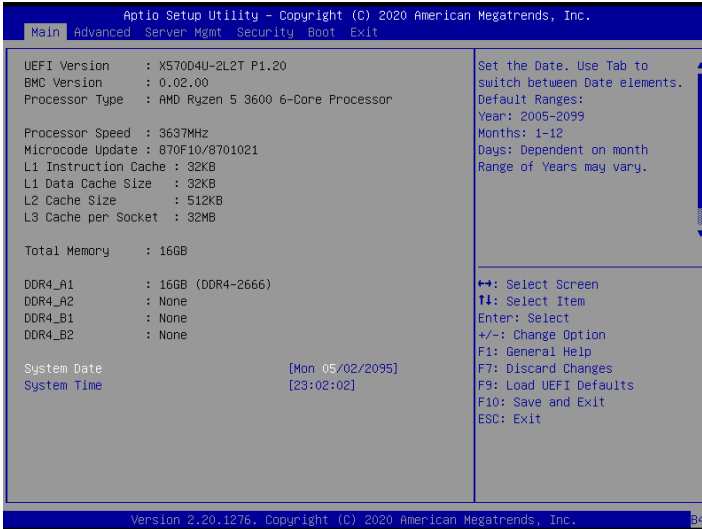 Aptio Setup Utility – Copyright (C) 2020 American Megatrends, Inc.
Main Advanced Server Mgmt Security Boot Exit
UEFI Version : X570D4U-2L2T P1.20
BMC Version : 0.02.00
Processor Type : AMD Ryzen 5 3600 6-Core Processor
Processor Speed : 3637MHz
Microcode Update : 870F10/8701021
L1 Instruction Cache : 32KB
L1 Data Cache Size : 32KB
L2 Cache Size : 512KB
L3 Cache per Socket : 32MB
Total Memory : 16GB
DDR4_A1 : 16GB (DDR4-2666)
DDR4_A2 : None
DDR4_B1 : None
DDR4_B2 : None
System Date [Mon 05/02/2095]
System Time [23:02:02]
Set the Date. Use Tab to
switch between Date elements.
Default Ranges:
Year: 2005-2099
Months: 1-12
Days: Dependent on month
Range of Years may vary.
↔: Select Screen
↑↓: Select Item
Enter: Select
+/-: Change Option
F1: General Help
F7: Discard Changes
F9: Load UEFI Defaults
F10: Save and Exit
ESC: Exit
Version 2.20.1276. Copyright (C) 2020 American Megatrends, Inc.